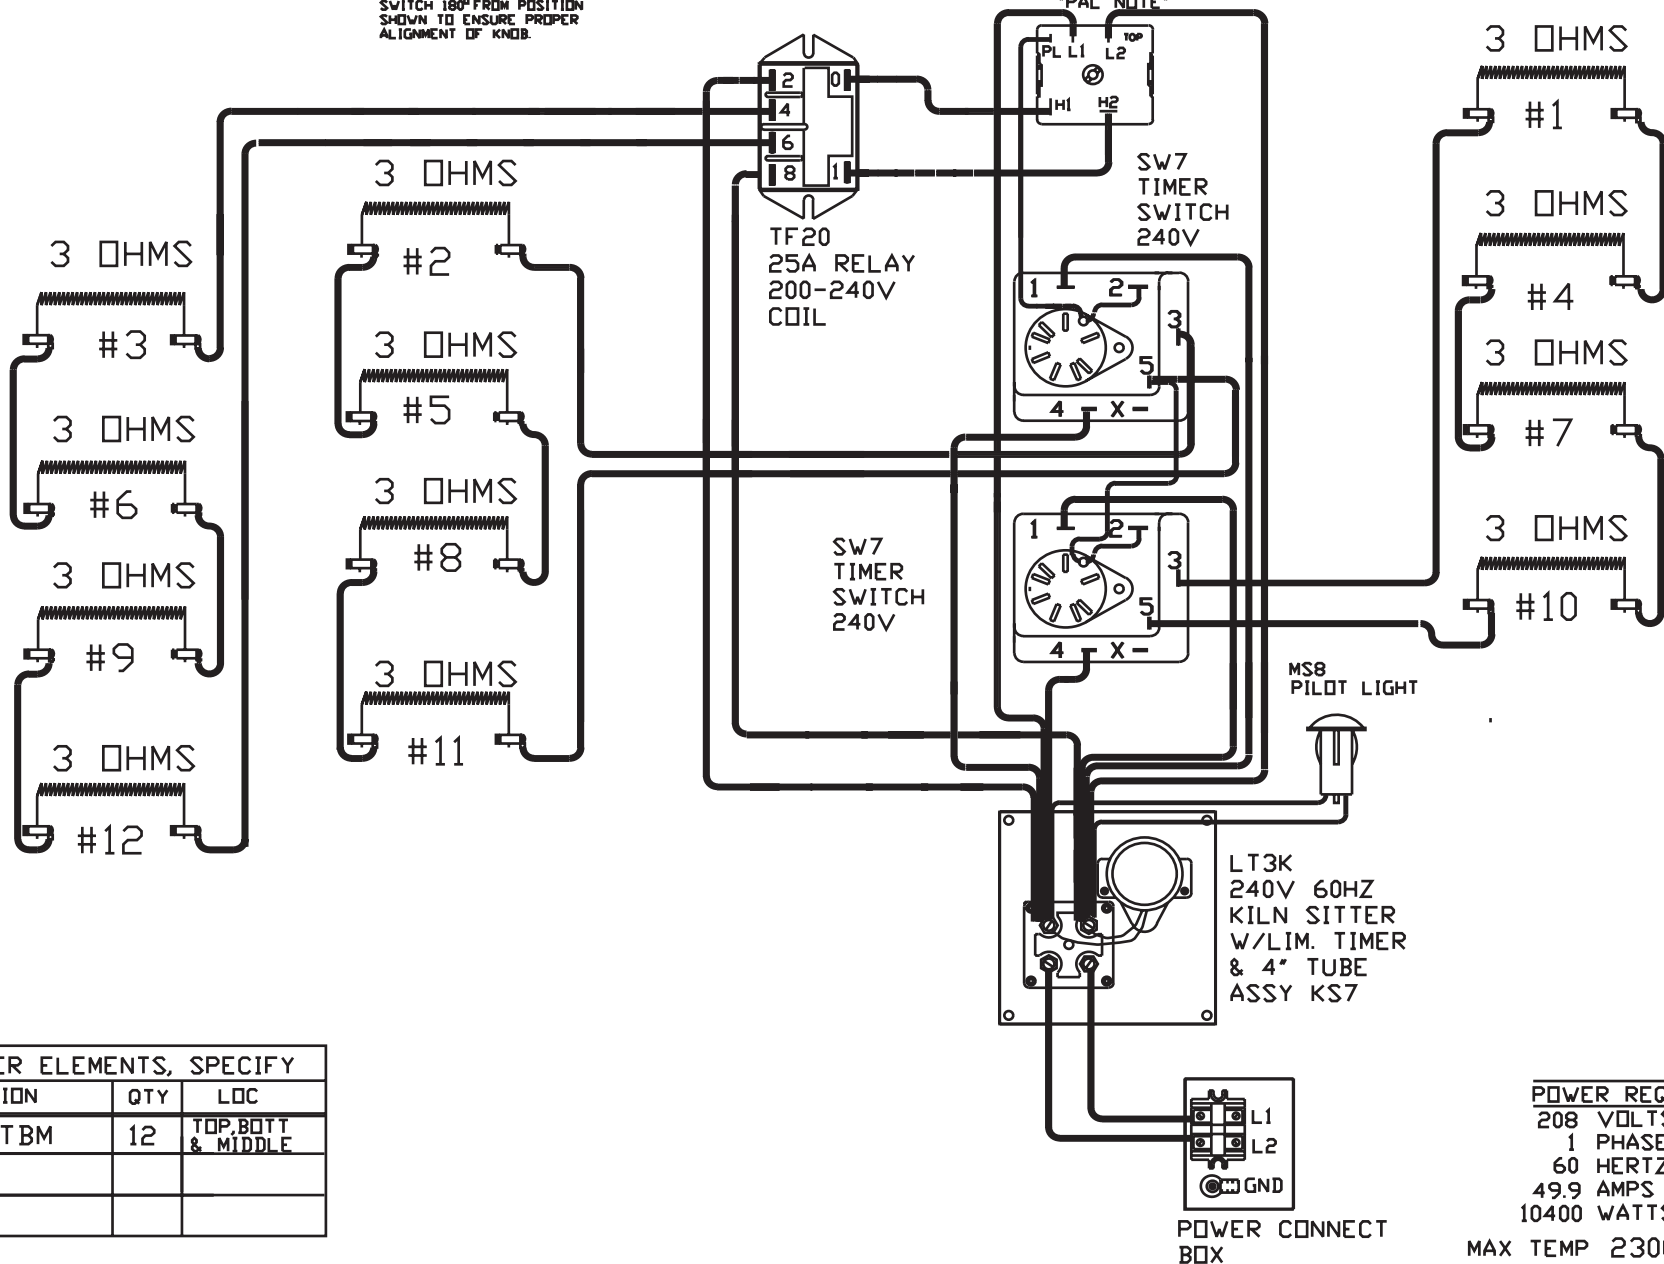 SWITCH 180° FROM POSITION
SHOWN TO ENSURE PROPER
ALIGNMENT OF KNOB.
"PAL NOTE"
PL L1 L2 TOP
H1 H2
2 0
4
6
8 1
TF20
25A RELAY
200-240V
COIL
SW7
TIMER
SWITCH
240V
1 2
3
5
4 X
SW7
TIMER
SWITCH
240V
1 2
3
5
4 X
3 OHMS
#3
3 OHMS
#6
3 OHMS
#9
3 OHMS
#12
3 OHMS
#2
3 OHMS
#5
3 OHMS
#8
3 OHMS
#11
3 OHMS
#1
3 OHMS
#4
3 OHMS
#7
3 OHMS
#10
MS8
PILOT LIGHT
LT3K
240V 60HZ
KILN SITTER
W/LIM. TIMER
& 4" TUBE
ASSY KS7
L1
L2
GND
POWER CONNECT
BOX
ER ELEMENTS, SPECIFY
ION QTY LOC
TBM 12 TOP,BOTT
& MIDDLE
POWER REQ
208 VOLTS
1 PHASE
60 HERTZ
49.9 AMPS
10400 WATTS
MAX TEMP 230